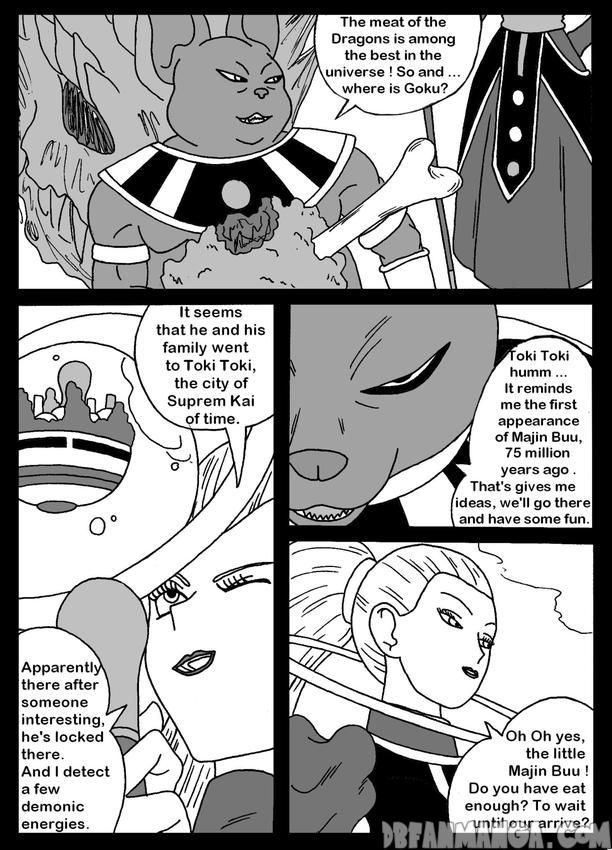 The meat of the
Dragons is among
the best in the
universe ! So and ...
where is Goku?
It seems
that he and his
family went
to Toki Toki,
the city of
Suprem Kai
of time.
Toki Toki
humm ...
It reminds
me the first
appearance
of Majin Buu,
75 million
years ago .
That's gives me
ideas, we'll go there
and have some fun.
Apparently
there after
someone
interesting,
he's locked
there.
And I detect
a few
demonic
energies.
Oh Oh yes,
the little
Majin Buu !
Do you have eat
enough? To wait
until our arrive?
DBFANMANGA.COM